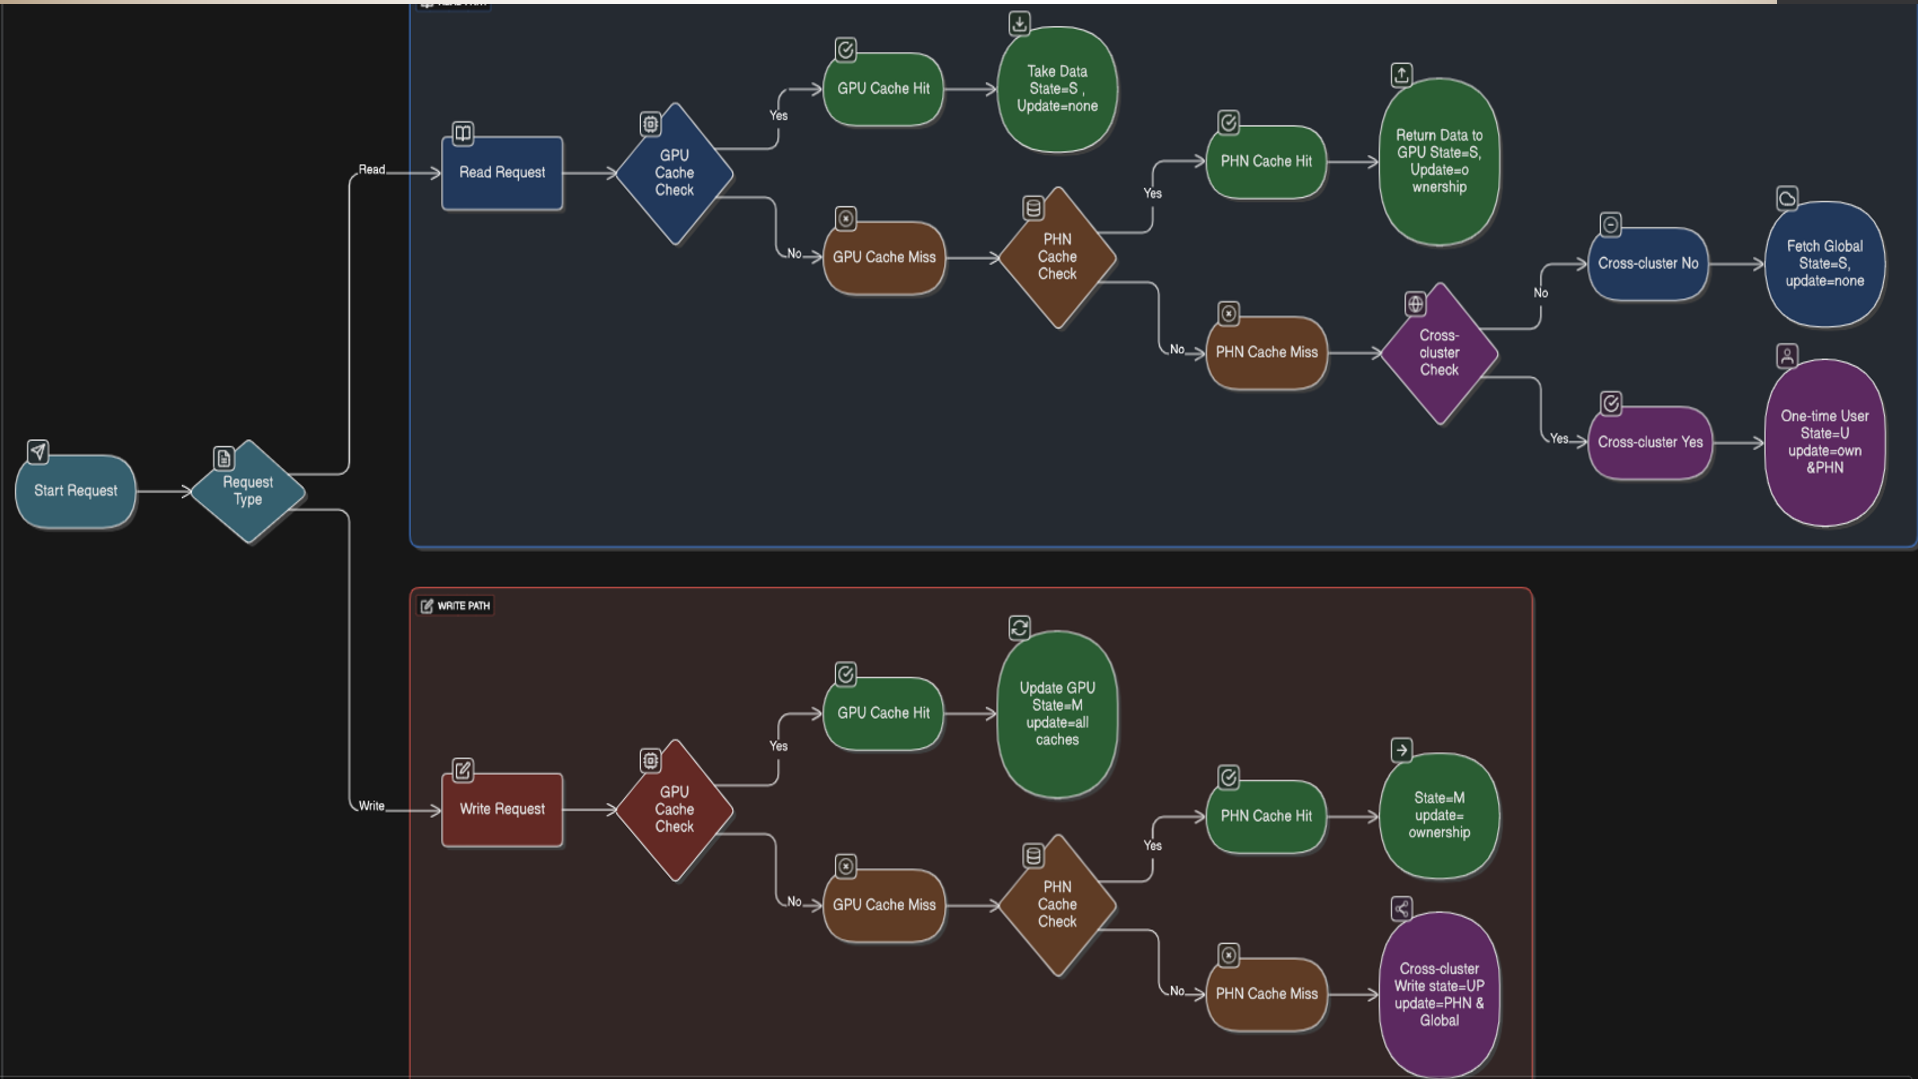 GPU Cache Hit
Take Data
State=S ,
Update=none
Yes
Read
Read Request
GPU
Cache
Check
No
GPU Cache Miss
PHN
Cache
Check
Yes
PHN Cache Hit
Return Data to
GPU State=S,
Update=o
wnership
No
PHN Cache Miss
Cross-
cluster
Check
No
Cross-cluster No
Fetch Global
State=S,
update=none
Yes
Cross-cluster Yes
One-time User
State=U
update=own
&PHN
Start Request
Request
Type
WRITE PATH
Write
Write Request
GPU
Cache
Check
Yes
GPU Cache Hit
Update GPU
State=M
update=all
caches
No
GPU Cache Miss
PHN
Cache
Check
Yes
PHN Cache Hit
State=M
update=
ownership
No
PHN Cache Miss
Cross-cluster
Write state=UP
update=PHN &
Global